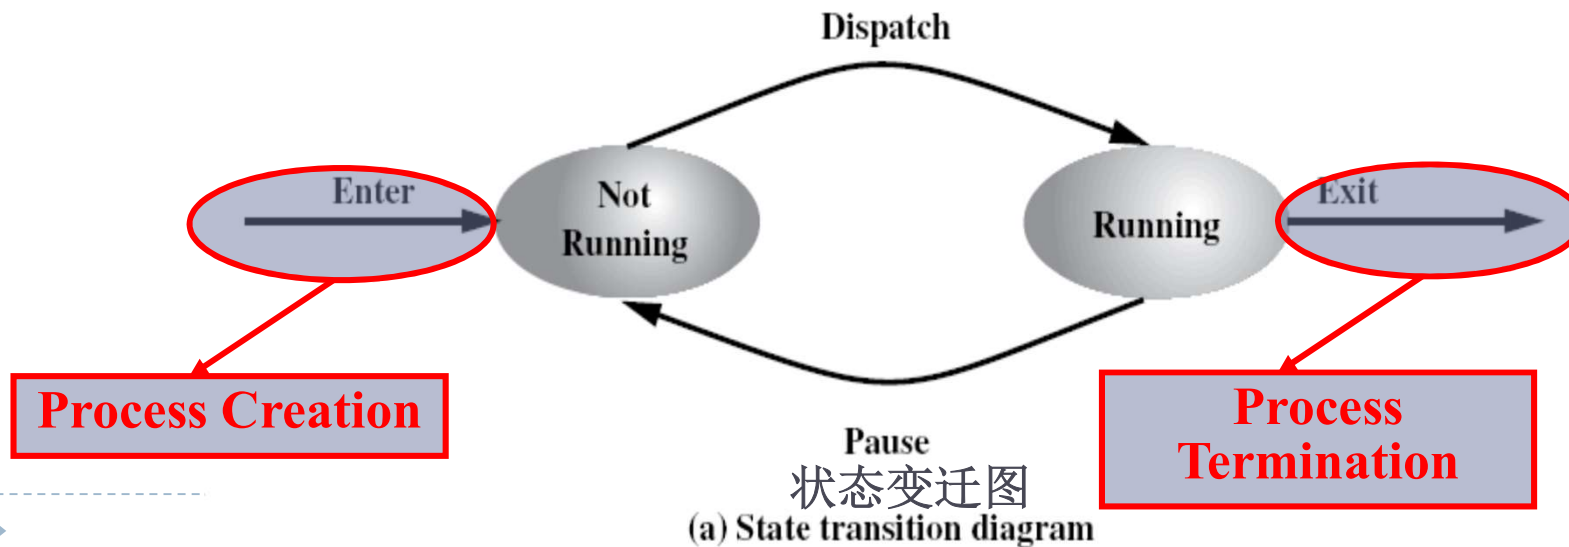 Dispatch
Enter
Not
Running
Running
Exit
Process Creation
Process
Termination
Pause
状态变迁图
(a) State transition diagram